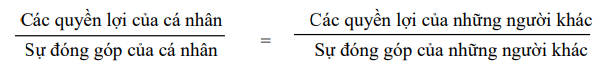 Các quyền lợi của cá nhân
Sự đóng góp của cá nhân
=
Các quyền lợi của những người khác
Sự đóng góp của những người khác